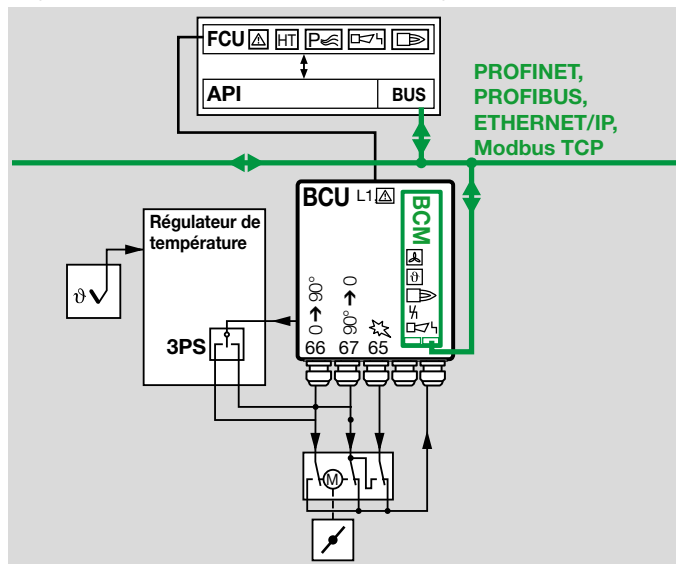 FCU HT P
API BUS
PROFINET,
PROFIBUS,
ETHERNET/IP,
Modbus TCP
BCU L1
BCM
Régulateur de
température
ϑ
ϑ
0 ➔ 90°
90° ➔ 0
3PS
66 67 65
M